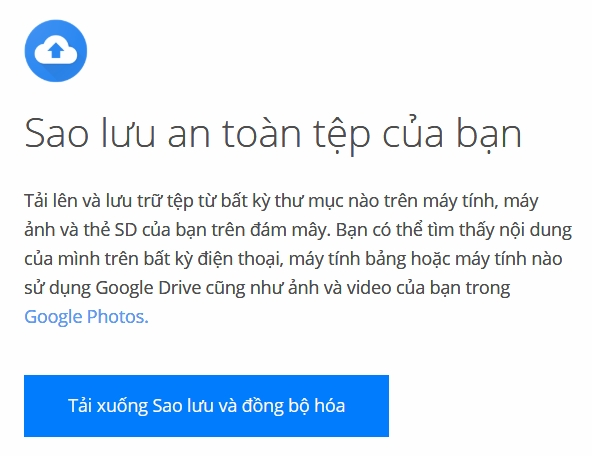 Sao lưu an toàn tệp của bạn
Tải lên và lưu trữ tệp từ bất kỳ thư mục nào trên máy tính, máy
ảnh và thẻ SD của bạn trên đám mây. Bạn có thể tìm thấy nội dung
của mình trên bất kỳ điện thoại, máy tính bảng hoặc máy tính nào
sử dụng Google Drive cũng như ảnh và video của bạn trong
Google Photos.
Tải xuống Sao lưu và đồng bộ hóa